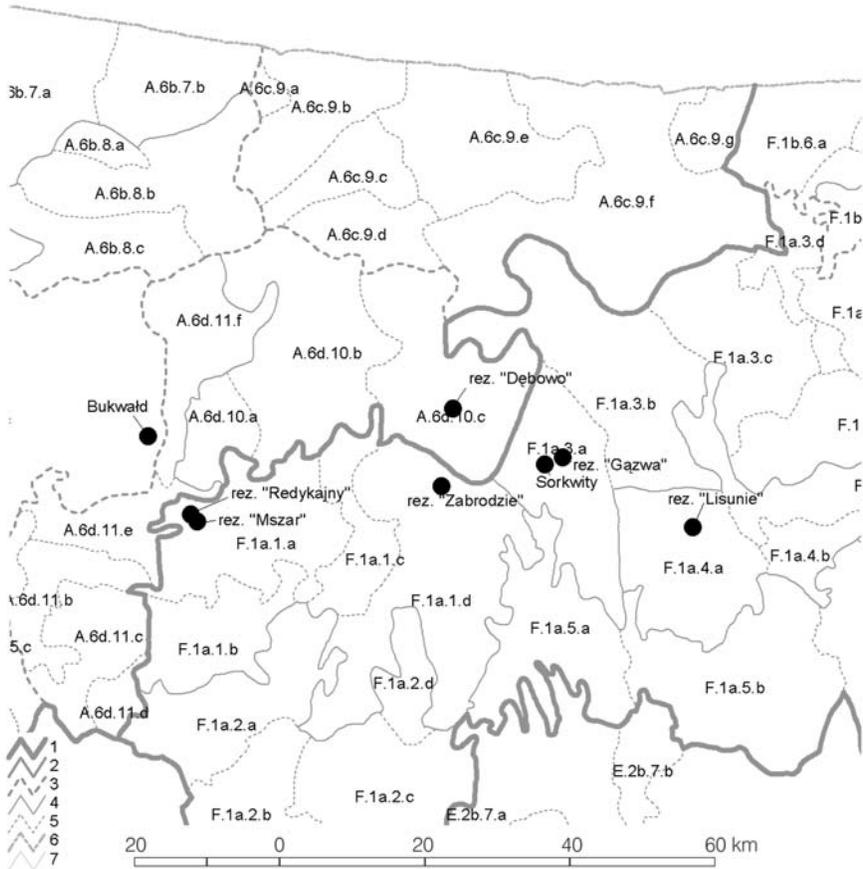 6b.7.a
A.6b.7.b
A.6c.9.a
A.6c.9.b
A.6c.9.e
A.6c.9.g
F.1b.6.a
A.6b.8.a
A.6b.8.b
A.6c.9.c
A.6c.9.f
F.1b
A.6b.8.c
A.6c.9.d
F.1a.3.d
A.6d.11.f
A.6d.10.b
F.1a
F.1a.3.c
rez. "Dębowo"
Bukwałd
A.6d.10.a
A.6d.10.c
F.1a.3.b
F.1
F.1a.3.a
rez. "Gązwa"
Sorkwity
F
rez. "Redykajny"
rez. "Zabrodzie"
rez. "Lisunie"
rez. "Mszar"
A.6d.11.e
F.1a.1.a
F.1a.1.c
F.1a.4.b
F.1a.4.a
A.6d.11.b
F.1a.1.d
A.6d.11.c
F.1a.5.a
5.c
F.1a.1.b
F.1a.2.d
F.1a.5.b
A.6d.11.d
F.1a.2.a
1
2
3
4
5
6
7
E.2b.7.b
F.1a.2.c
F.1a.2.b
E.2b.7.a
20 0 20 40 60 km